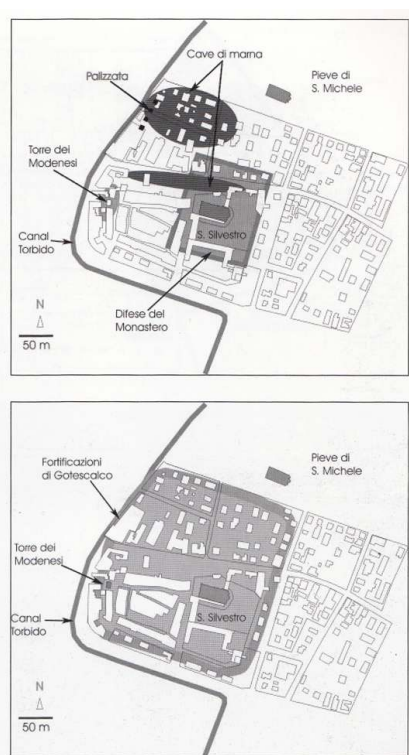 Cave di marna
Palizzata
Pieve di
S. Michele
Torre dei
Modenesi
S. Silvestro
Canal
Torbido
Difese del
Monastero
N
50 m
Fortificazioni
di Gotescalco
Pieve di
S. Michele
Torre dei
Modenesi
S. Silvestro
Canal
Torbido
N
50 m